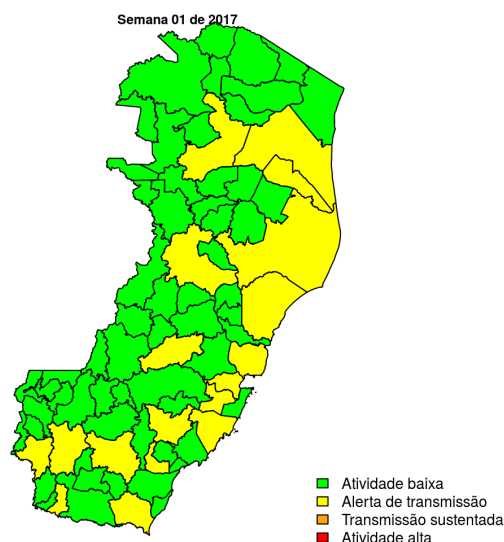 Semana 01 de 2017
Atividade baixa
Alerta de transmissão
Transmissão sustentada
Atividade alta